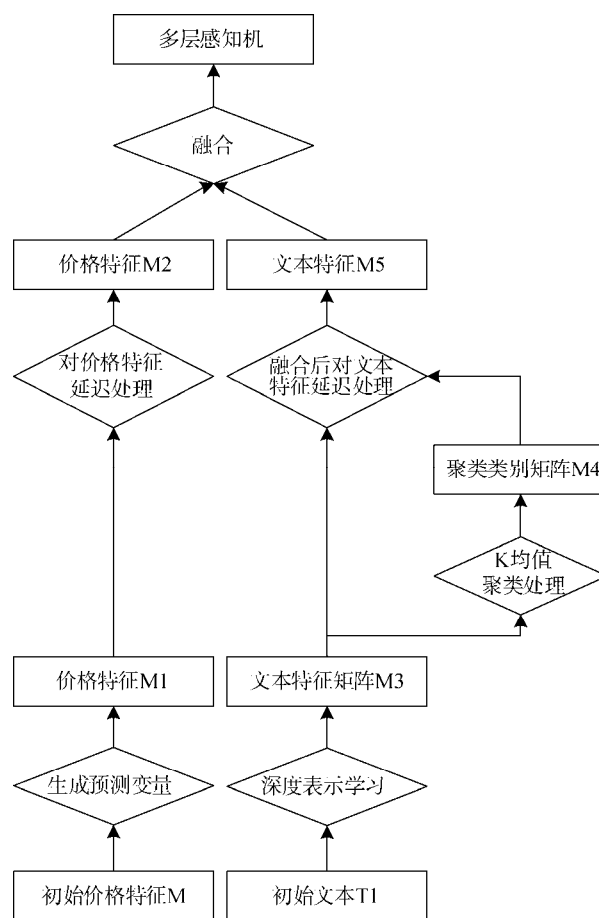 多层感知机
融合
价格特征M2
文本特征M5
对价格特征
延迟处理
融合后对文本
特征延迟处理
聚类类别矩阵M4
K均值
聚类处理
价格特征M1
文本特征矩阵M3
生成预测变量
深度表示学习
初始价格特征M
初始文本T1